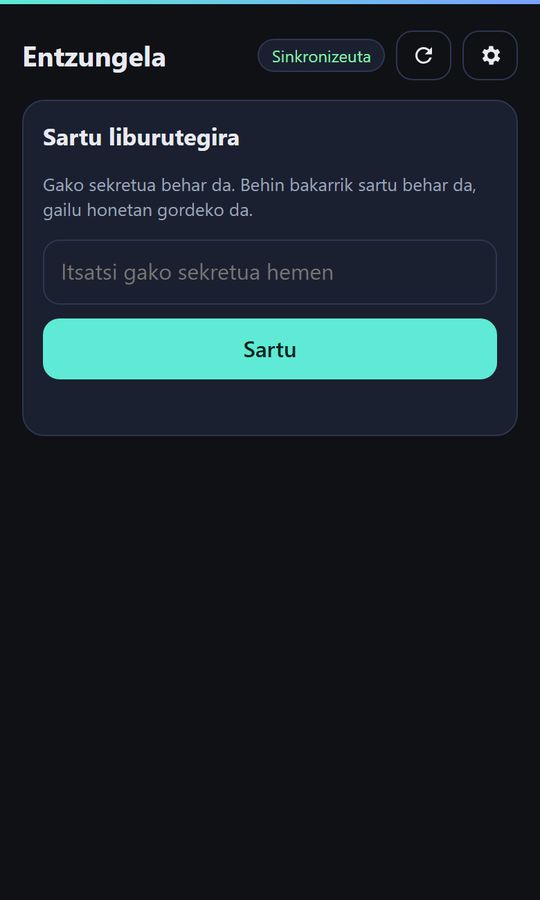 Entzungela
Sinkronizeuta
Sartu liburutegira
Gako sekretua behar da. Behin bakarrik sartu behar da,
gailu honetan gordeko da.
Itsatsi gako sekretua hemen
Sartu